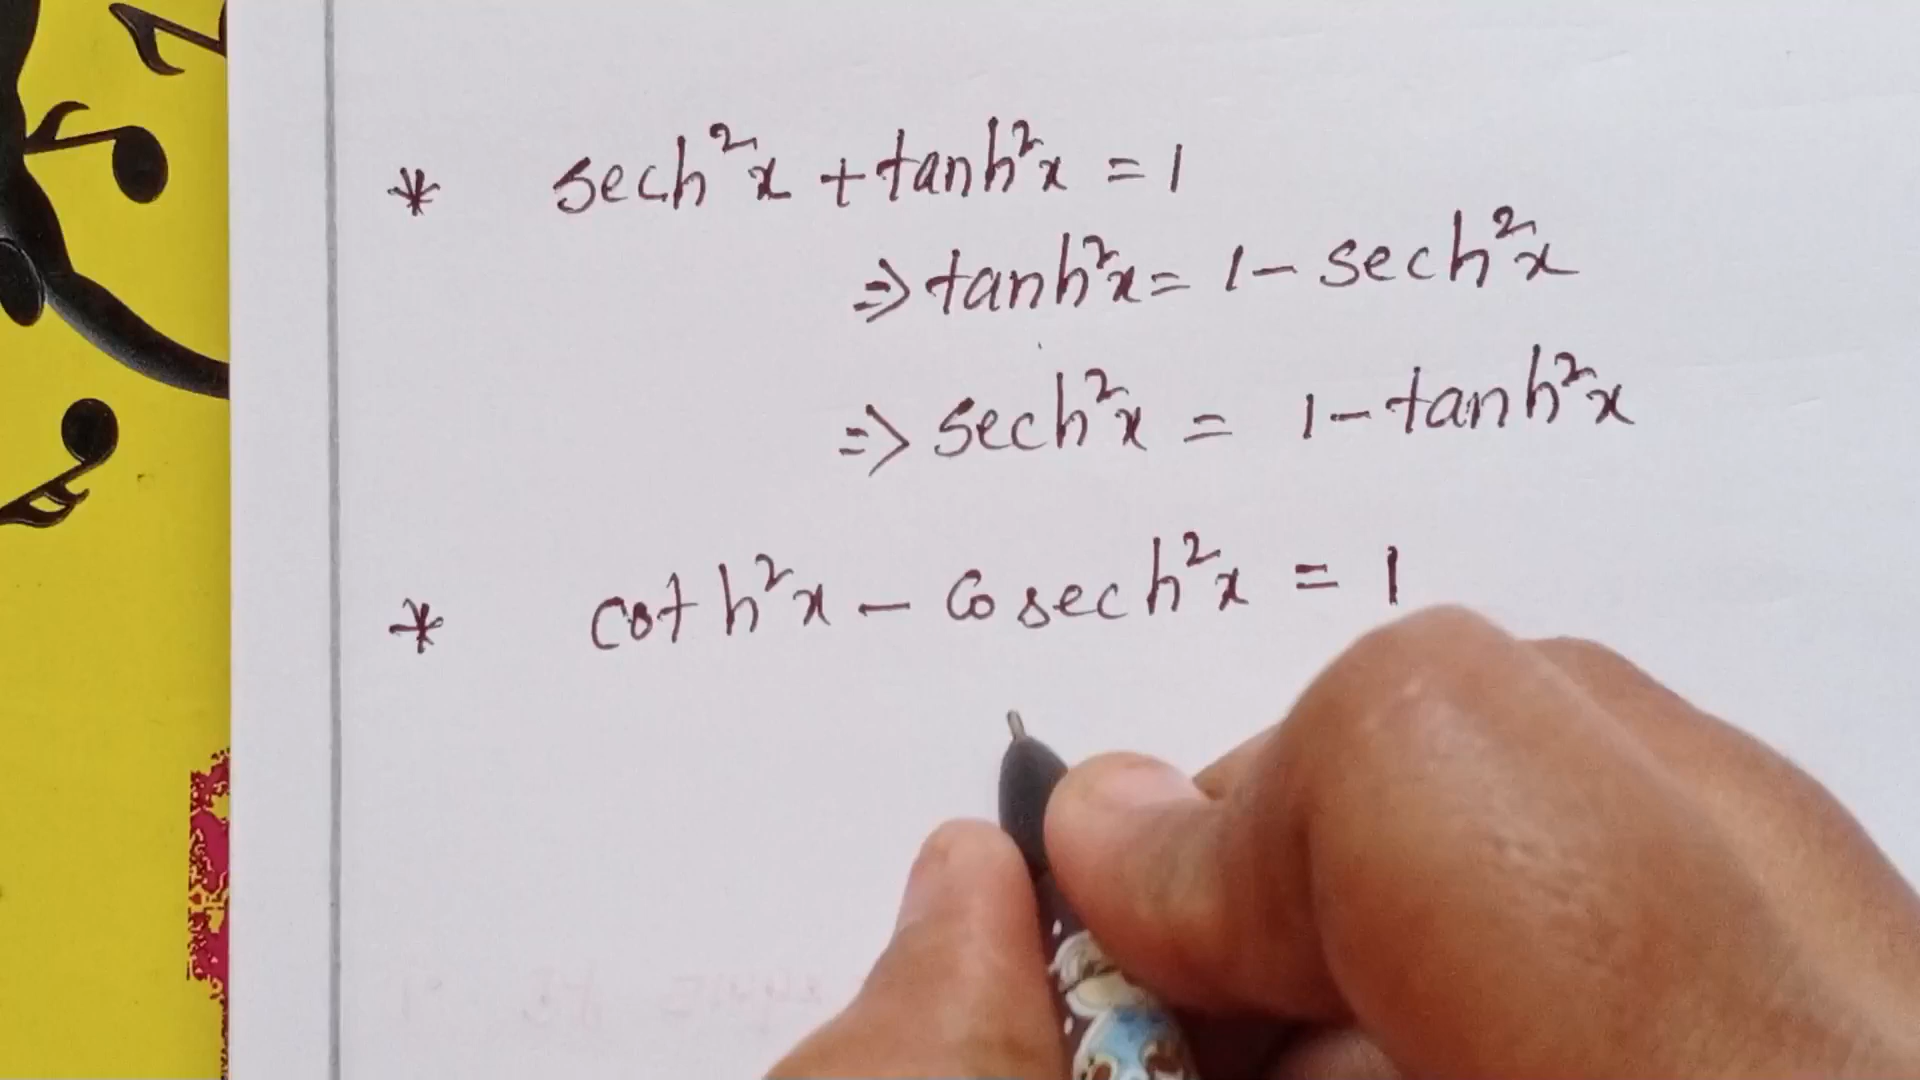 * sech²x + tanh²x = 1
⇒ tanh²x = 1 - sech²x
⇒ sech²x = 1 - tanh²x
* coth²x - cosech²x = 1